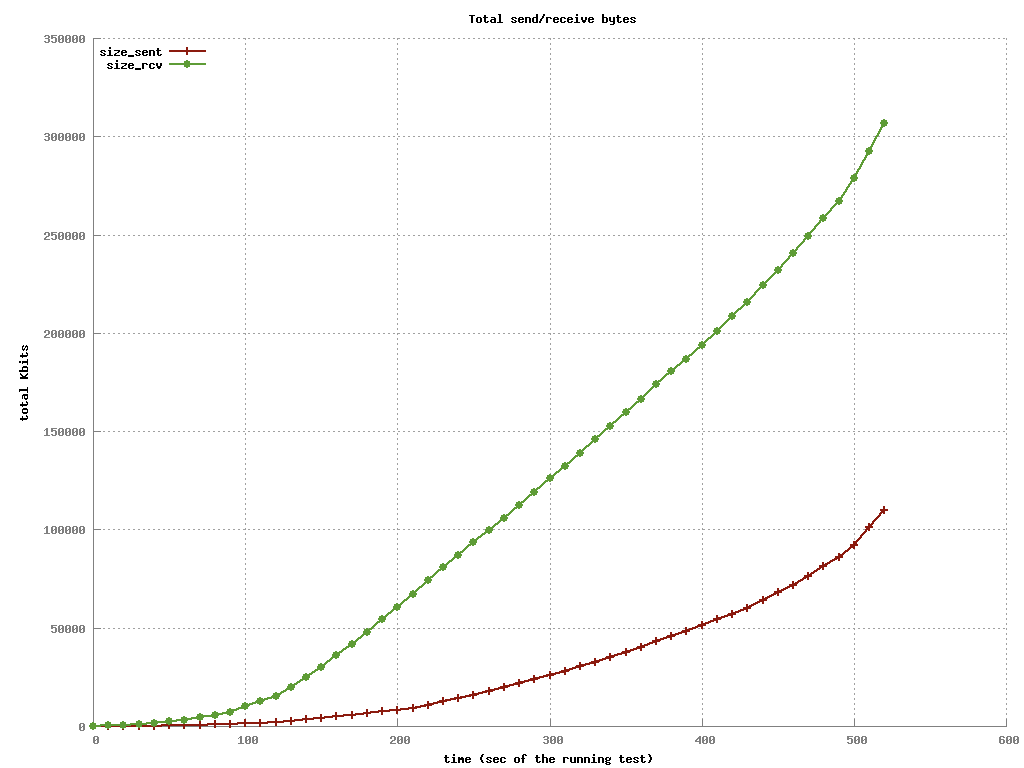 Total send/receive bytes
350000
size_sent
size_rcv
300000
250000
200000
total Kbits
150000
100000
50000
0
0 100 200 300 400 500 600
time (sec of the running test)